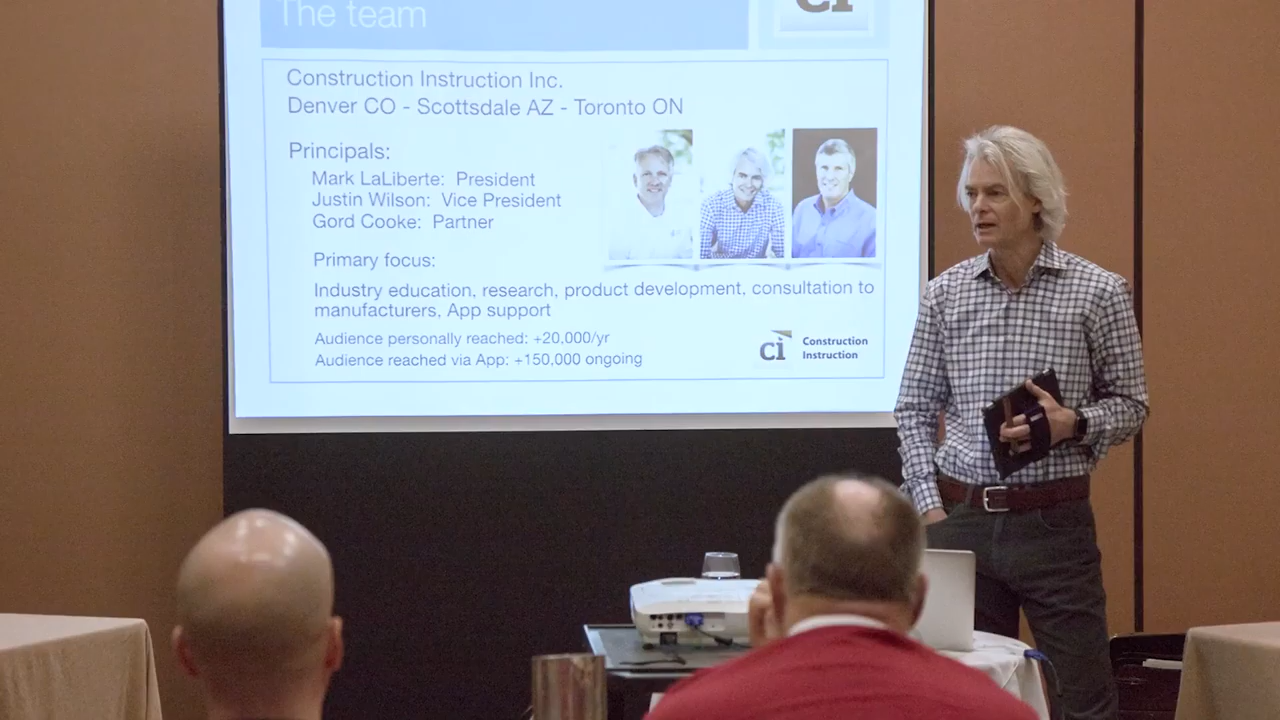 The team
ci
Construction Instruction Inc.
Denver CO - Scottsdale AZ - Toronto ON
Principals:
Mark LaLiberte: President
Justin Wilson: Vice President
Gord Cooke: Partner
Primary focus:
Industry education, research, product development, consultation to
manufacturers, App support
Audience personally reached: +20,000/yr
Audience reached via App: +150,000 ongoing
ci Construction
Instruction